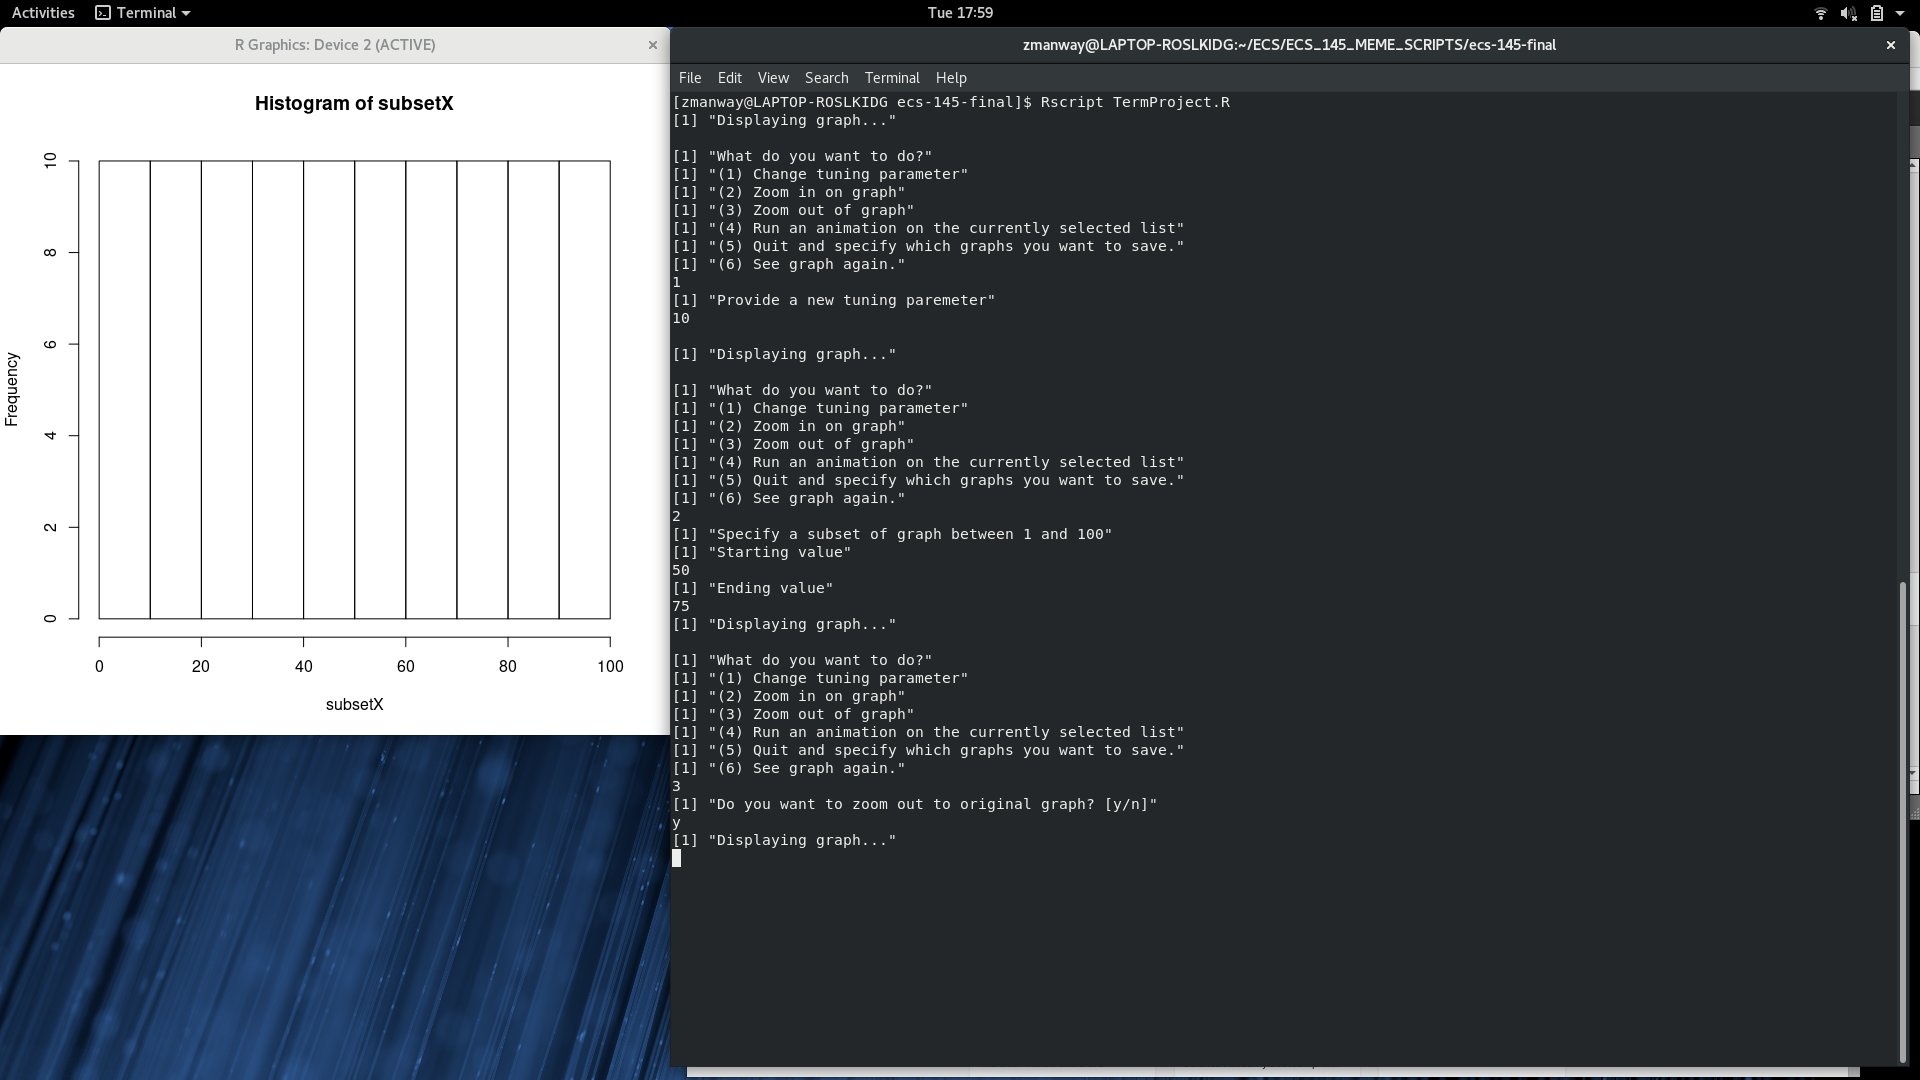 Activities Terminal Tue 17:59
R Graphics: Device 2 (ACTIVE)
Histogram of subsetX
10
8
6
4
2
0
Frequency
0 20 40 60 80 100
subsetX
zmanway@LAPTOP-ROSLKIDG:~/ECS/ECS_145_MEME_SCRIPTS/ecs-145-final
File Edit View Search Terminal Help
[zmanway@LAPTOP-ROSLKIDG ecs-145-final]$ Rscript TermProject.R
[1] "Displaying graph..."
[1] "What do you want to do?"
[1] "(1) Change tuning parameter"
[1] "(2) Zoom in on graph"
[1] "(3) Zoom out of graph"
[1] "(4) Run an animation on the currently selected list"
[1] "(5) Quit and specify which graphs you want to save."
[1] "(6) See graph again."
1
[1] "Provide a new tuning paremeter"
10
[1] "Displaying graph..."
[1] "What do you want to do?"
[1] "(1) Change tuning parameter"
[1] "(2) Zoom in on graph"
[1] "(3) Zoom out of graph"
[1] "(4) Run an animation on the currently selected list"
[1] "(5) Quit and specify which graphs you want to save."
[1] "(6) See graph again."
2
[1] "Specify a subset of graph between 1 and 100"
[1] "Starting value"
50
[1] "Ending value"
75
[1] "Displaying graph..."
[1] "What do you want to do?"
[1] "(1) Change tuning parameter"
[1] "(2) Zoom in on graph"
[1] "(3) Zoom out of graph"
[1] "(4) Run an animation on the currently selected list"
[1] "(5) Quit and specify which graphs you want to save."
[1] "(6) See graph again."
3
[1] "Do you want to zoom out to original graph? [y/n]"
y
[1] "Displaying graph..."